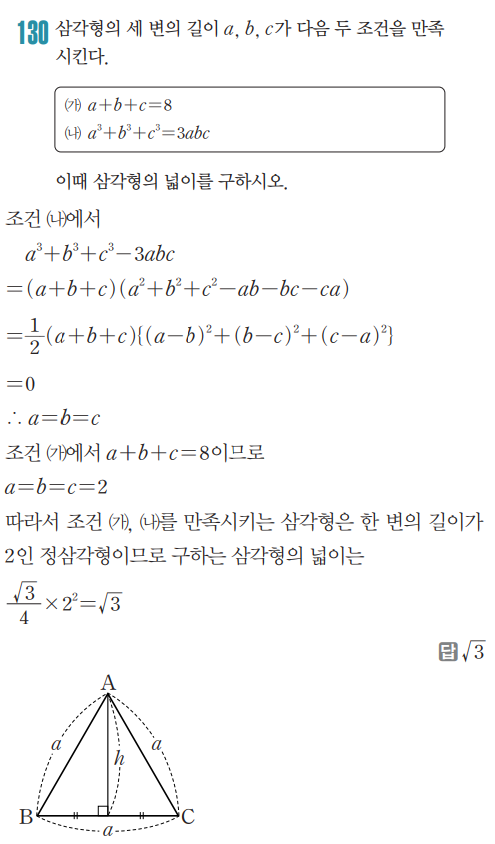 130 삼각형의 세 변의 길이 a, b, c가 다음 두 조건을 만족
시킨다.
㈎ a+b+c=8
㈏ a³+b³+c³=3abc
이때 삼각형의 넓이를 구하시오.
조건 ㈏에서
a³+b³+c³-3abc
=(a+b+c)(a²+b²+c²-ab-bc-ca)
=1/2(a+b+c){(a-b)²+(b-c)²+(c-a)²}
=0
∴ a=b=c
조건 ㈎에서 a+b+c=8이므로
a=b=c=2
따라서 조건 ㈎, ㈏를 만족시키는 삼각형은 한 변의 길이가
2인 정삼각형이므로 구하는 삼각형의 넓이는
√3/4×2²=√3
답 √3
A
a a
h
B C
a